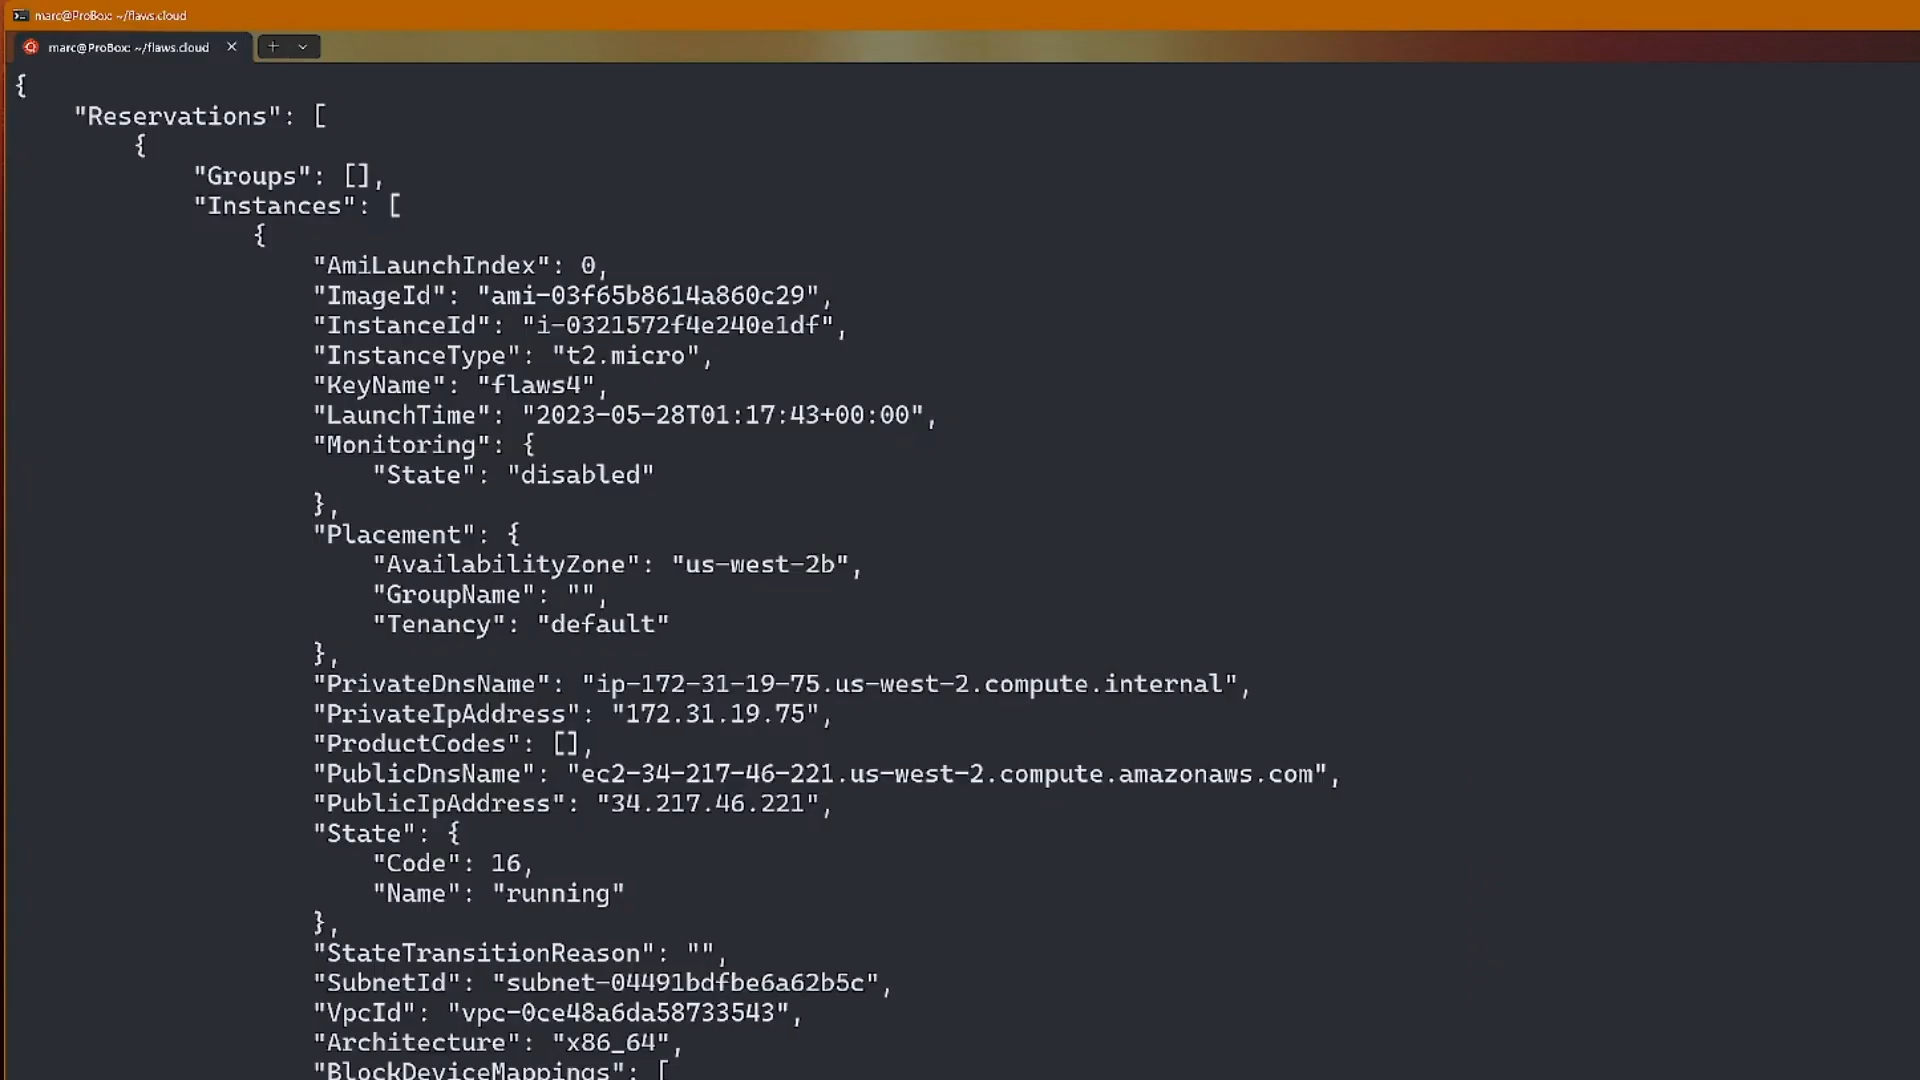 marc@ProBox: ~/flaws.cloud
marc@ProBox: ~/flaws.cloud
{
    "Reservations": [
        {
            "Groups": [],
            "Instances": [
                {
                    "AmiLaunchIndex": 0,
                    "ImageId": "ami-03f65b8614a860c29",
                    "InstanceId": "i-0321572f4e240e1df",
                    "InstanceType": "t2.micro",
                    "KeyName": "flaws4",
                    "LaunchTime": "2023-05-28T01:17:43+00:00",
                    "Monitoring": {
                        "State": "disabled"
                    },
                    "Placement": {
                        "AvailabilityZone": "us-west-2b",
                        "GroupName": "",
                        "Tenancy": "default"
                    },
                    "PrivateDnsName": "ip-172-31-19-75.us-west-2.compute.internal",
                    "PrivateIpAddress": "172.31.19.75",
                    "ProductCodes": [],
                    "PublicDnsName": "ec2-34-217-46-221.us-west-2.compute.amazonaws.com",
                    "PublicIpAddress": "34.217.46.221",
                    "State": {
                        "Code": 16,
                        "Name": "running"
                    },
                    "StateTransitionReason": "",
                    "SubnetId": "subnet-04491bdfbe6a62b5c",
                    "VpcId": "vpc-0ce48a6da58733543",
                    "Architecture": "x86_64",
                    "BlockDeviceMappings": [